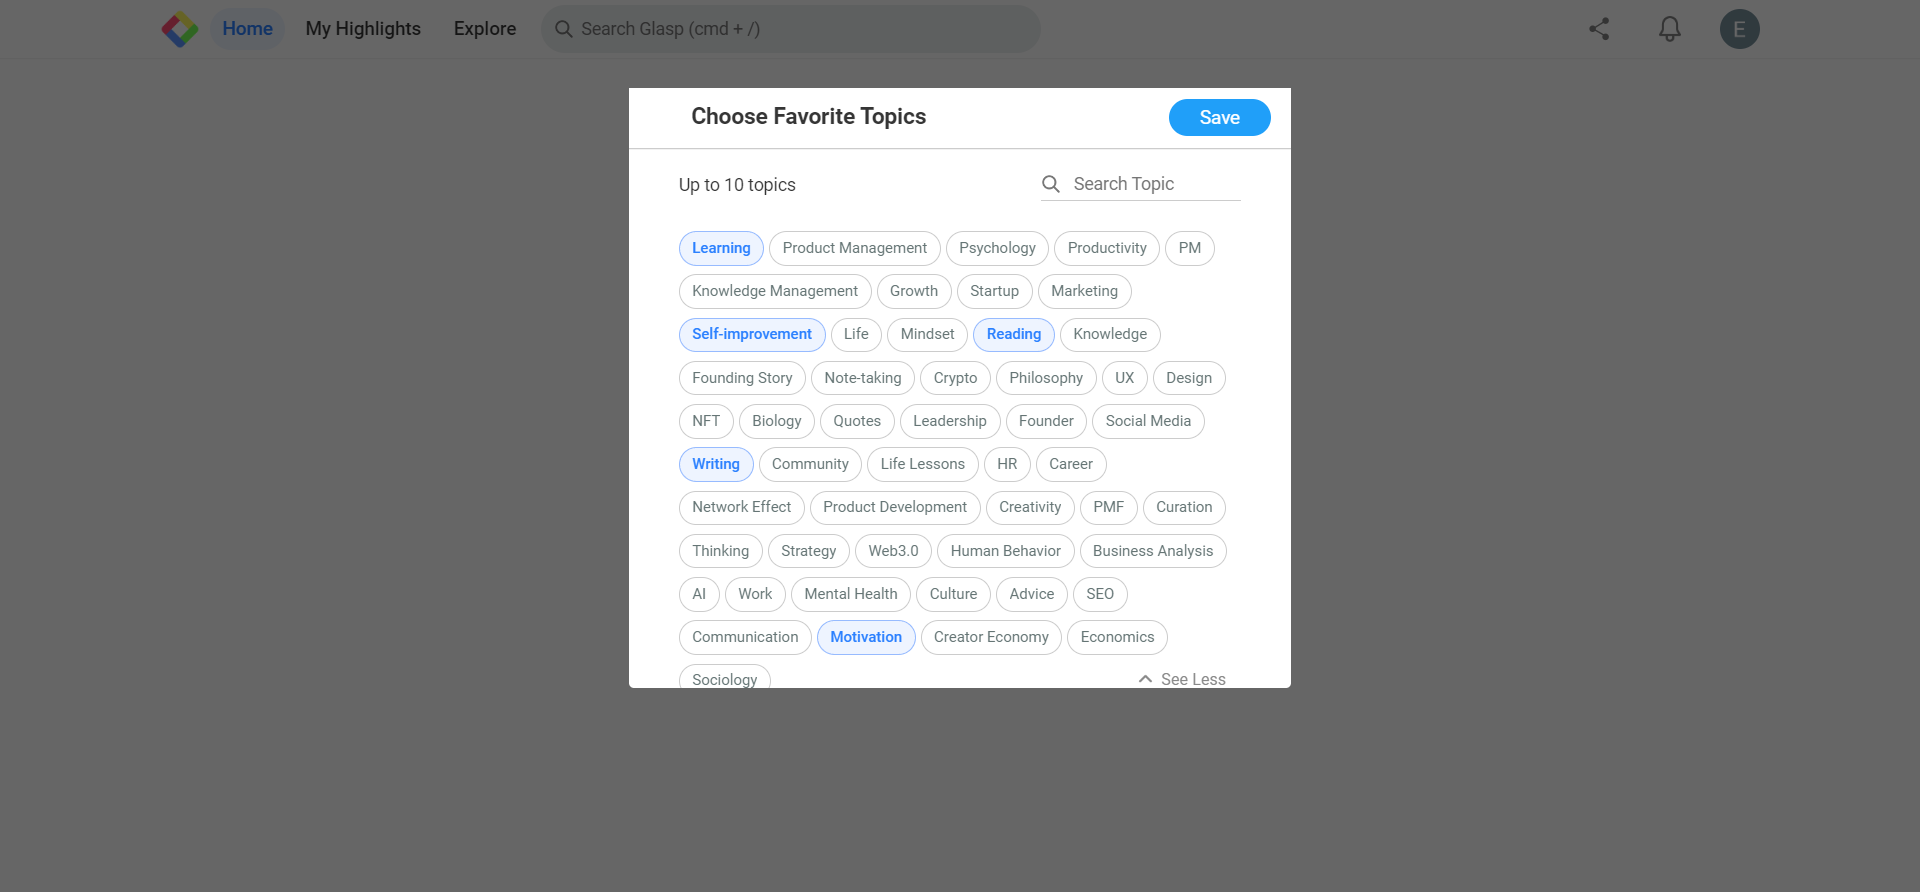 Home My Highlights Explore Search Glasp (cmd + /) E
Choose Favorite Topics Save
Up to 10 topics Search Topic
Learning Product Management Psychology Productivity PM
Knowledge Management Growth Startup Marketing
Self-improvement Life Mindset Reading Knowledge
Founding Story Note-taking Crypto Philosophy UX Design
NFT Biology Quotes Leadership Founder Social Media
Writing Community Life Lessons HR Career
Network Effect Product Development Creativity PMF Curation
Thinking Strategy Web3.0 Human Behavior Business Analysis
AI Work Mental Health Culture Advice SEO
Communication Motivation Creator Economy Economics
Sociology See Less